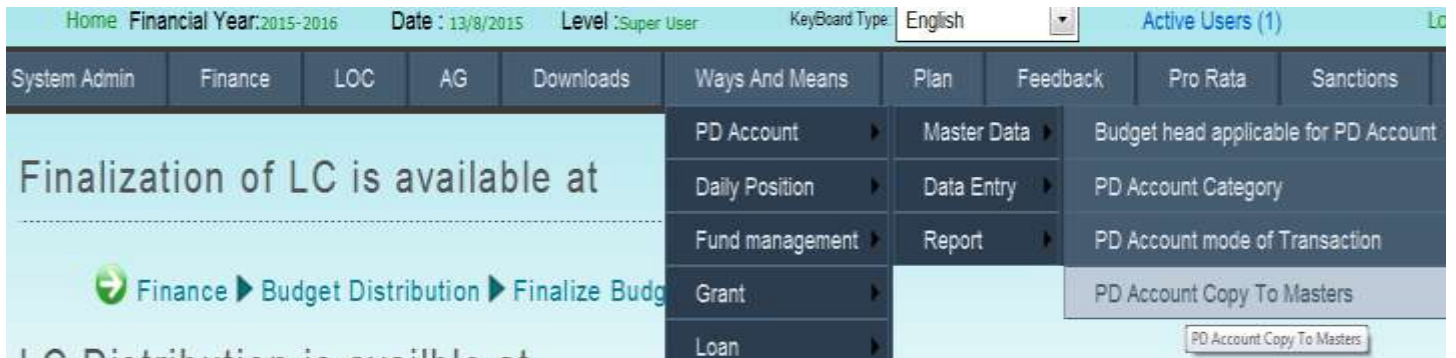 Home Financial Year:2015-2016 Date : 13/8/2015 Level :Super User KeyBoard Type: English Active Users (1)
System Admin Finance LOC AG Downloads Ways And Means Plan Feedback Pro Rata Sanctions
PD Account Master Data Budget head applicable for PD Account
Finalization of LC is available at
Daily Position Data Entry PD Account Category
Fund management Report PD Account mode of Transaction
Finance Budget Distribution Finalize Budg
Grant PD Account Copy To Masters
PD Account Copy To Masters
Loan